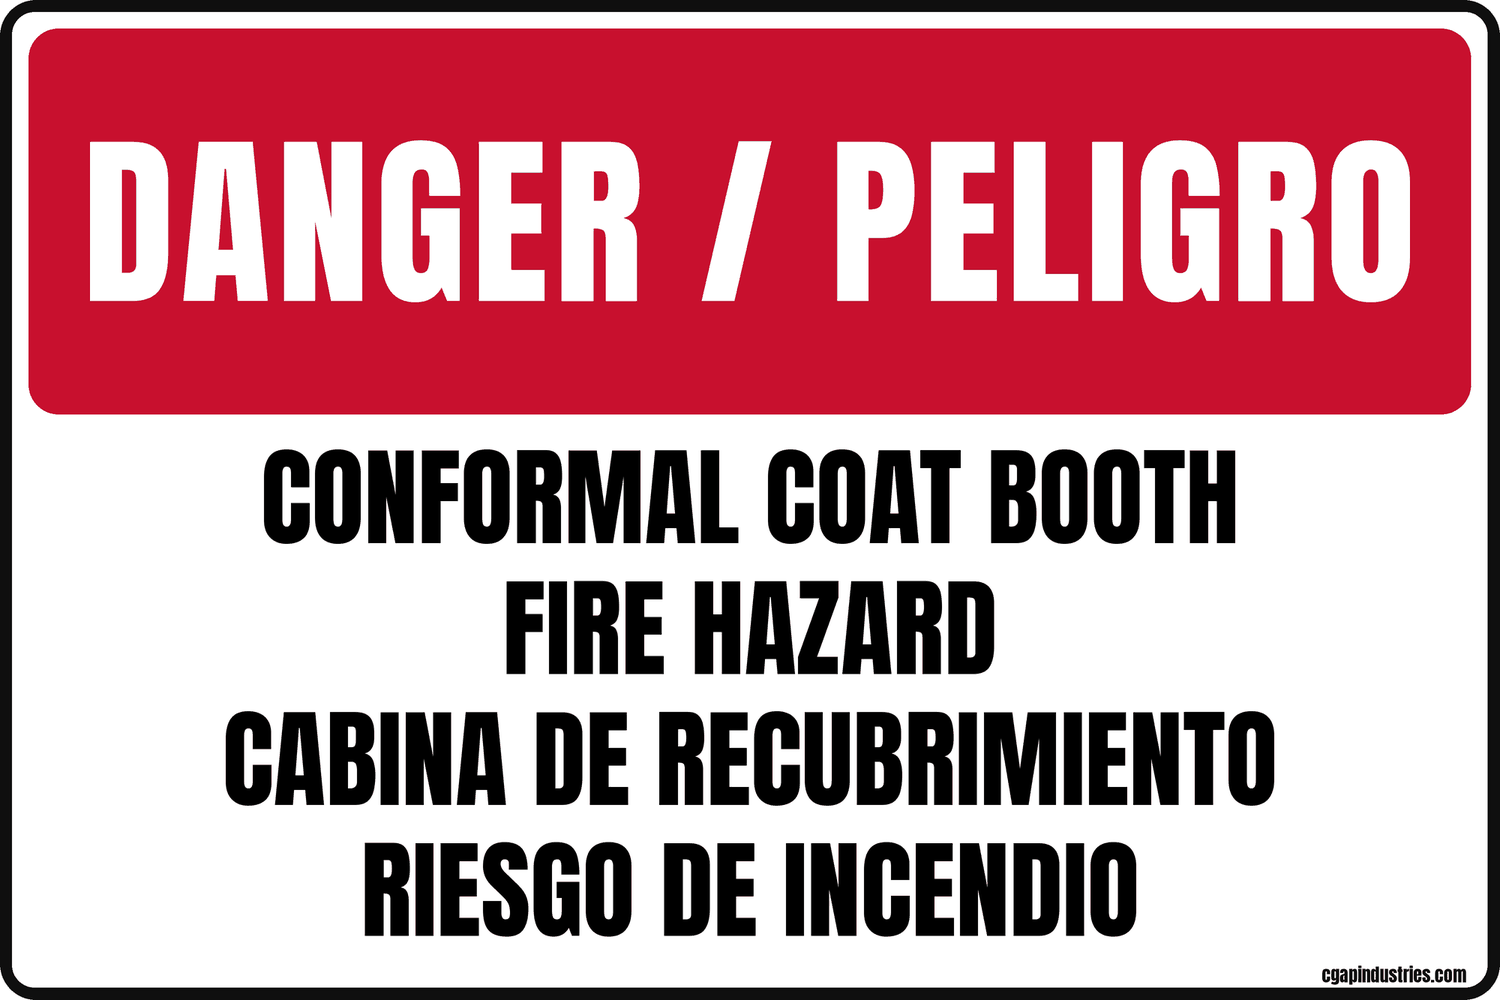 DANGER / PELIGRO
CONFORMAL COAT BOOTH
FIRE HAZARD
CABINA DE RECUBRIMIENTO
RIESGO DE INCENDIO
cgapindustries.com